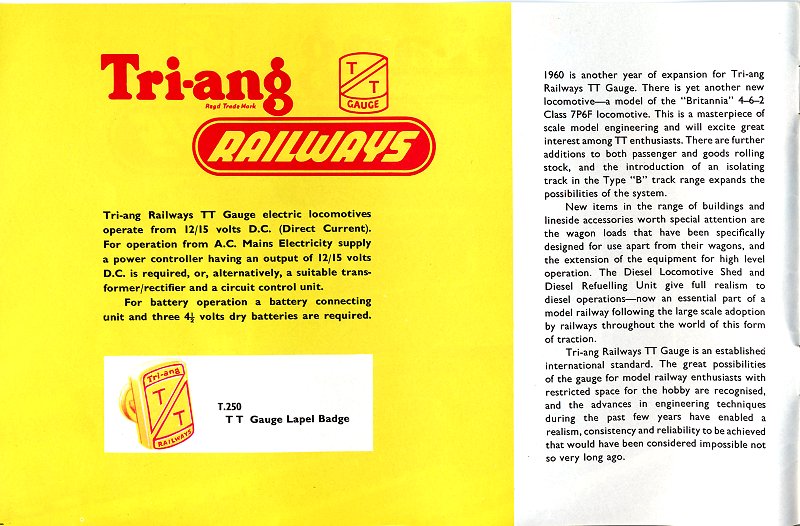 Tri-ang
Regd Trade Mark
T
T
GAUGE
RAILWAYS
Tri-ang Railways TT Gauge electric locomotives
operate from 12/15 volts D.C. (Direct Current).
For operation from A.C. Mains Electricity supply
a power controller having an output of 12/15 volts
D.C. is required, or, alternatively, a suitable trans-
former/rectifier and a circuit control unit.
For battery operation a battery connecting
unit and three 4½ volts dry batteries are required.
Tri-ang
T
T
RAILWAYS
T.250
TT Gauge Lapel Badge
1960 is another year of expansion for Tri-ang
Railways TT Gauge. There is yet another new
locomotive—a model of the "Britannia" 4–6–2
Class 7P6F locomotive. This is a masterpiece of
scale model engineering and will excite great
interest among TT enthusiasts. There are further
additions to both passenger and goods rolling
stock, and the introduction of an isolating
track in the Type "B" track range expands the
possibilities of the system.
New items in the range of buildings and
lineside accessories worth special attention are
the wagon loads that have been specifically
designed for use apart from their wagons, and
the extension of the equipment for high level
operation. The Diesel Locomotive Shed and
Diesel Refuelling Unit give full realism to
diesel operations—now an essential part of a
model railway following the large scale adoption
by railways throughout the world of this form
of traction.
Tri-ang Railways TT Gauge is an established
international standard. The great possibilities
of the gauge for model railway enthusiasts with
restricted space for the hobby are recognised,
and the advances in engineering techniques
during the past few years have enabled a
realism, consistency and reliability to be achieved
that would have been considered impossible not
so very long ago.